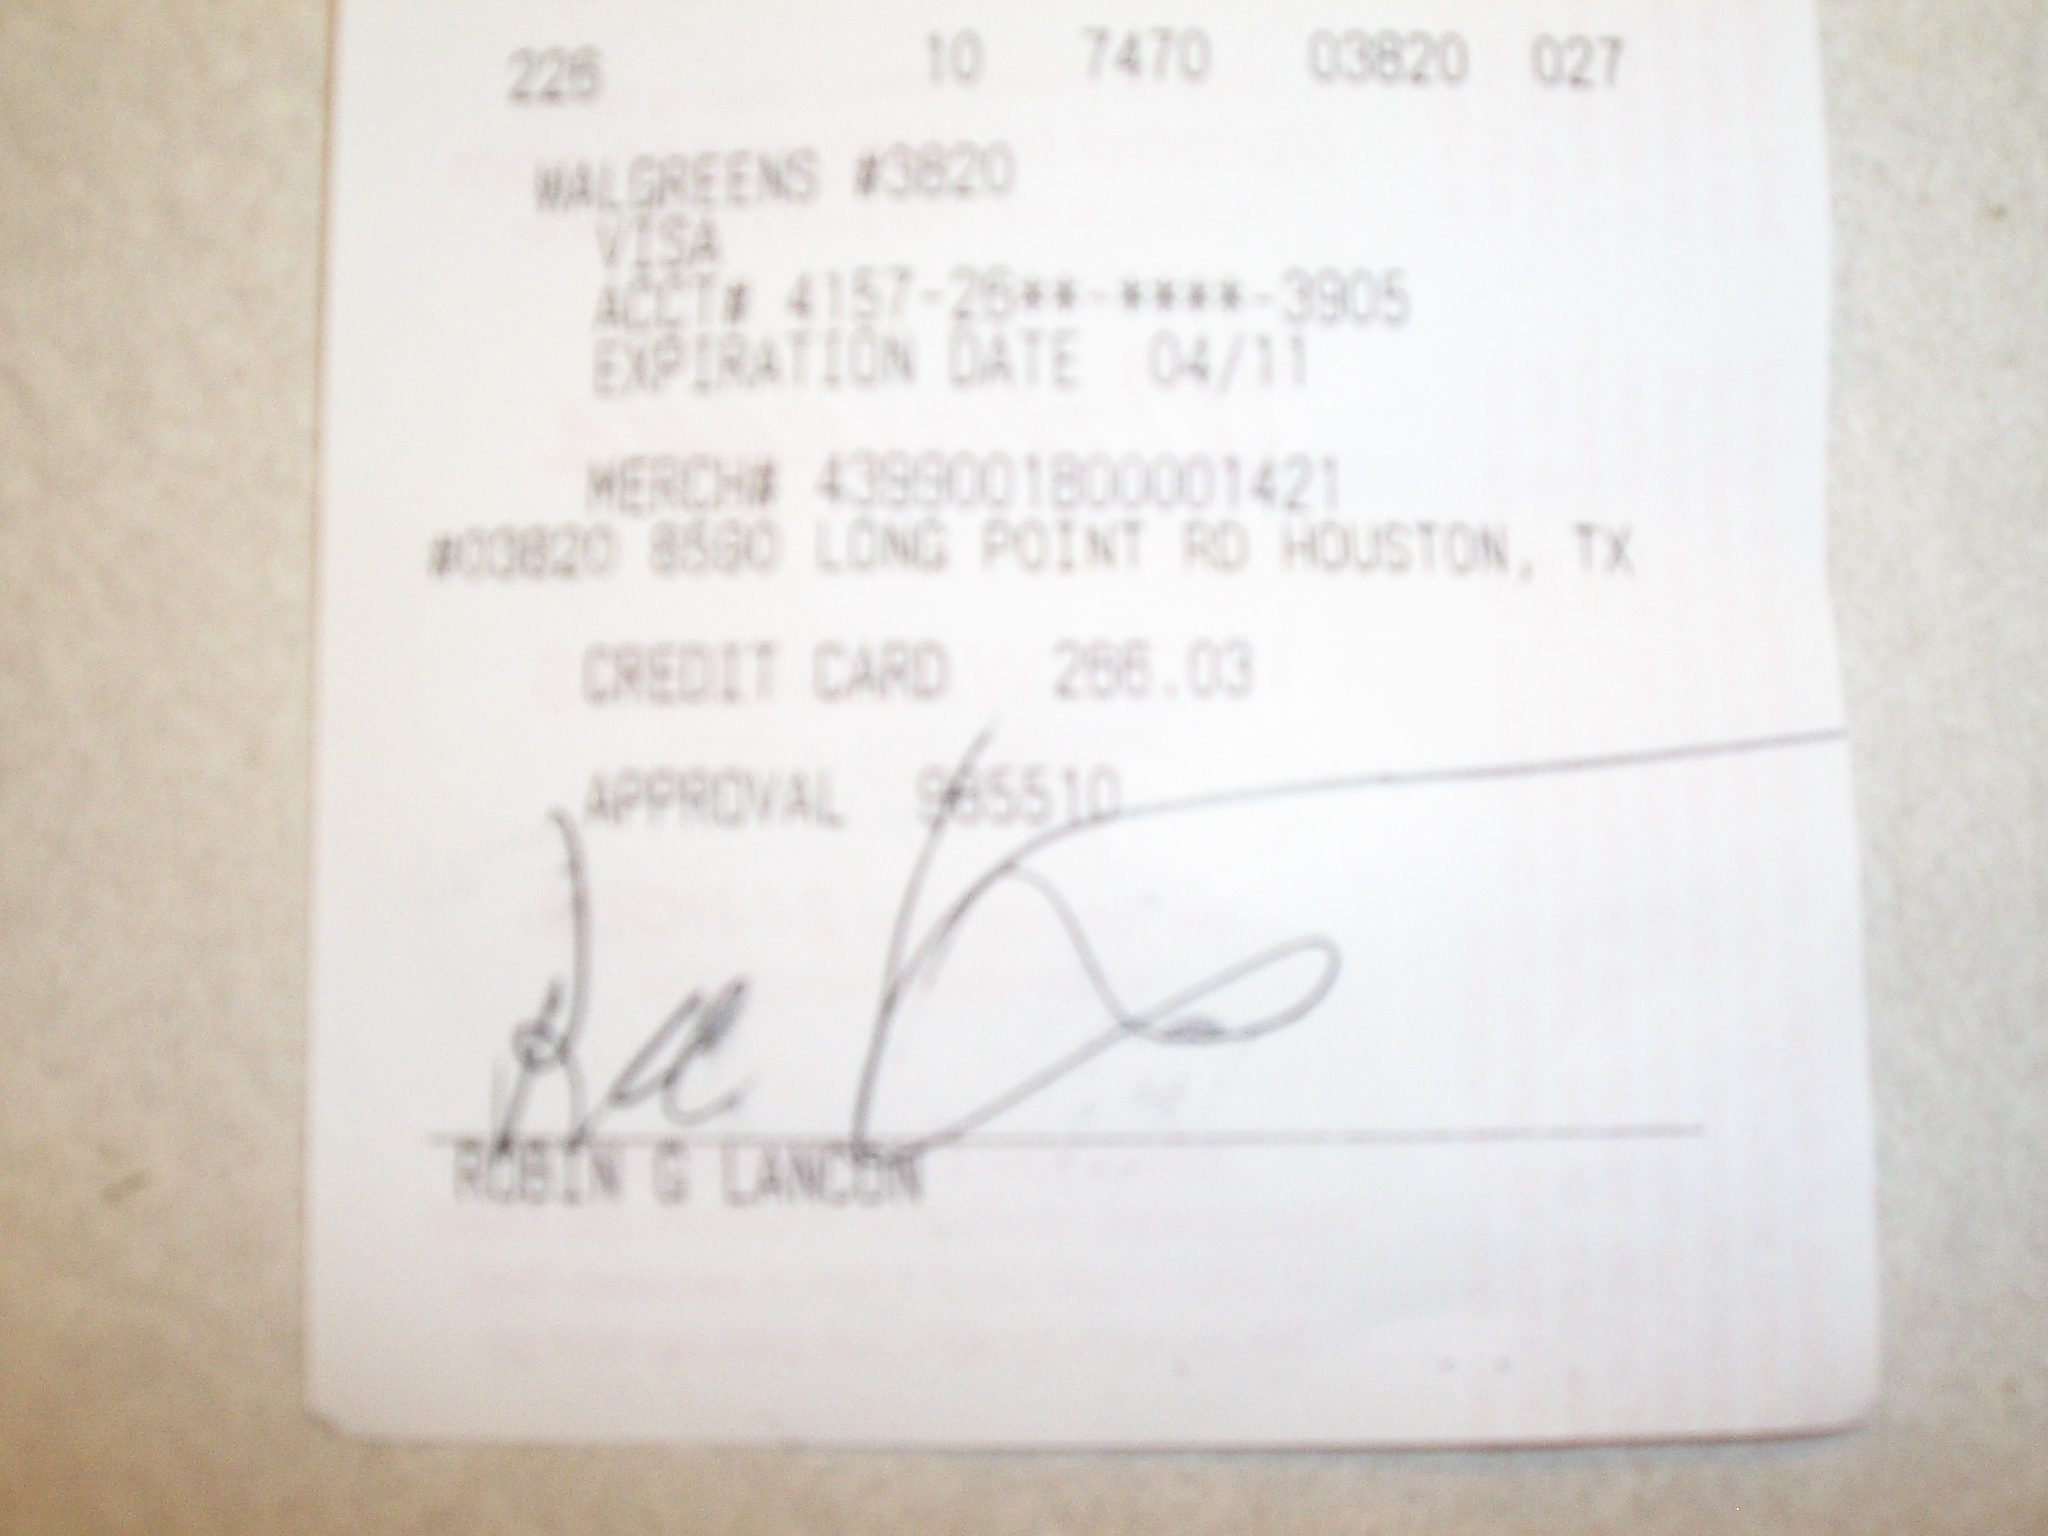 226 10 7470 03820 027
WALGREENS #3820
VISA
ACCT# 4157-26**-****-3905
EXPIRATION DATE 04/11
MERCH# 4399001800001421
#03820 8590 LONG POINT RD HOUSTON, TX
CREDIT CARD 266.03
APPROVAL 985510
ROBIN G LANCON